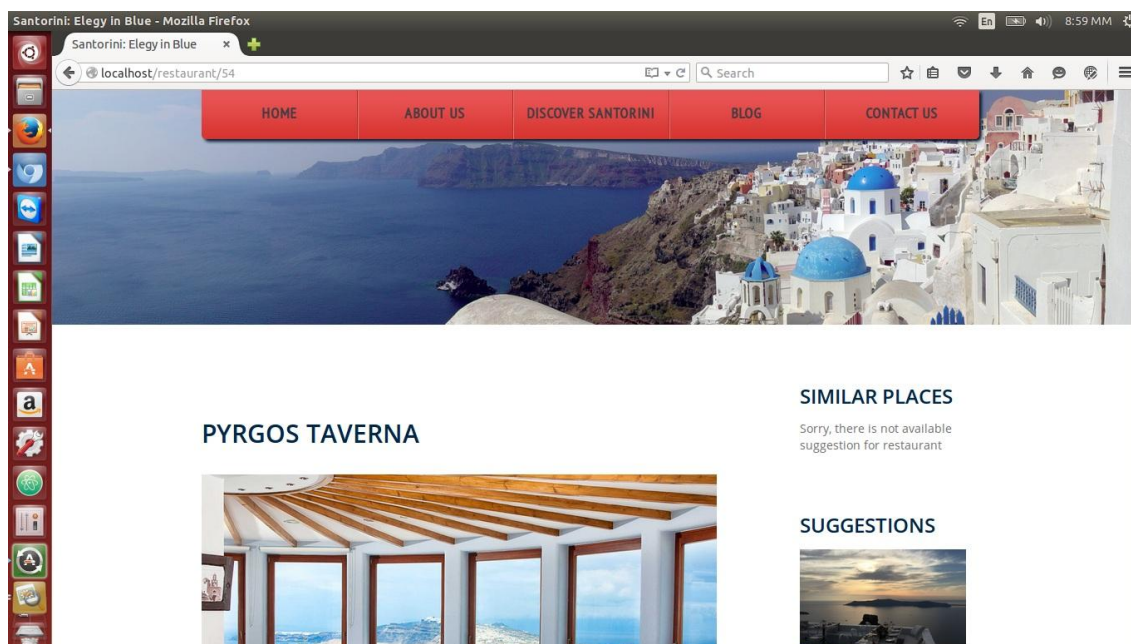 Santorini: Elegy in Blue - Mozilla Firefox
En
8:59 MM
Santorini: Elegy in Blue
localhost/restaurant/54
Search
HOME
ABOUT US
DISCOVER SANTORINI
BLOG
CONTACT US
PYRGOS TAVERNA
SIMILAR PLACES
Sorry, there is not available
suggestion for restaurant
SUGGESTIONS